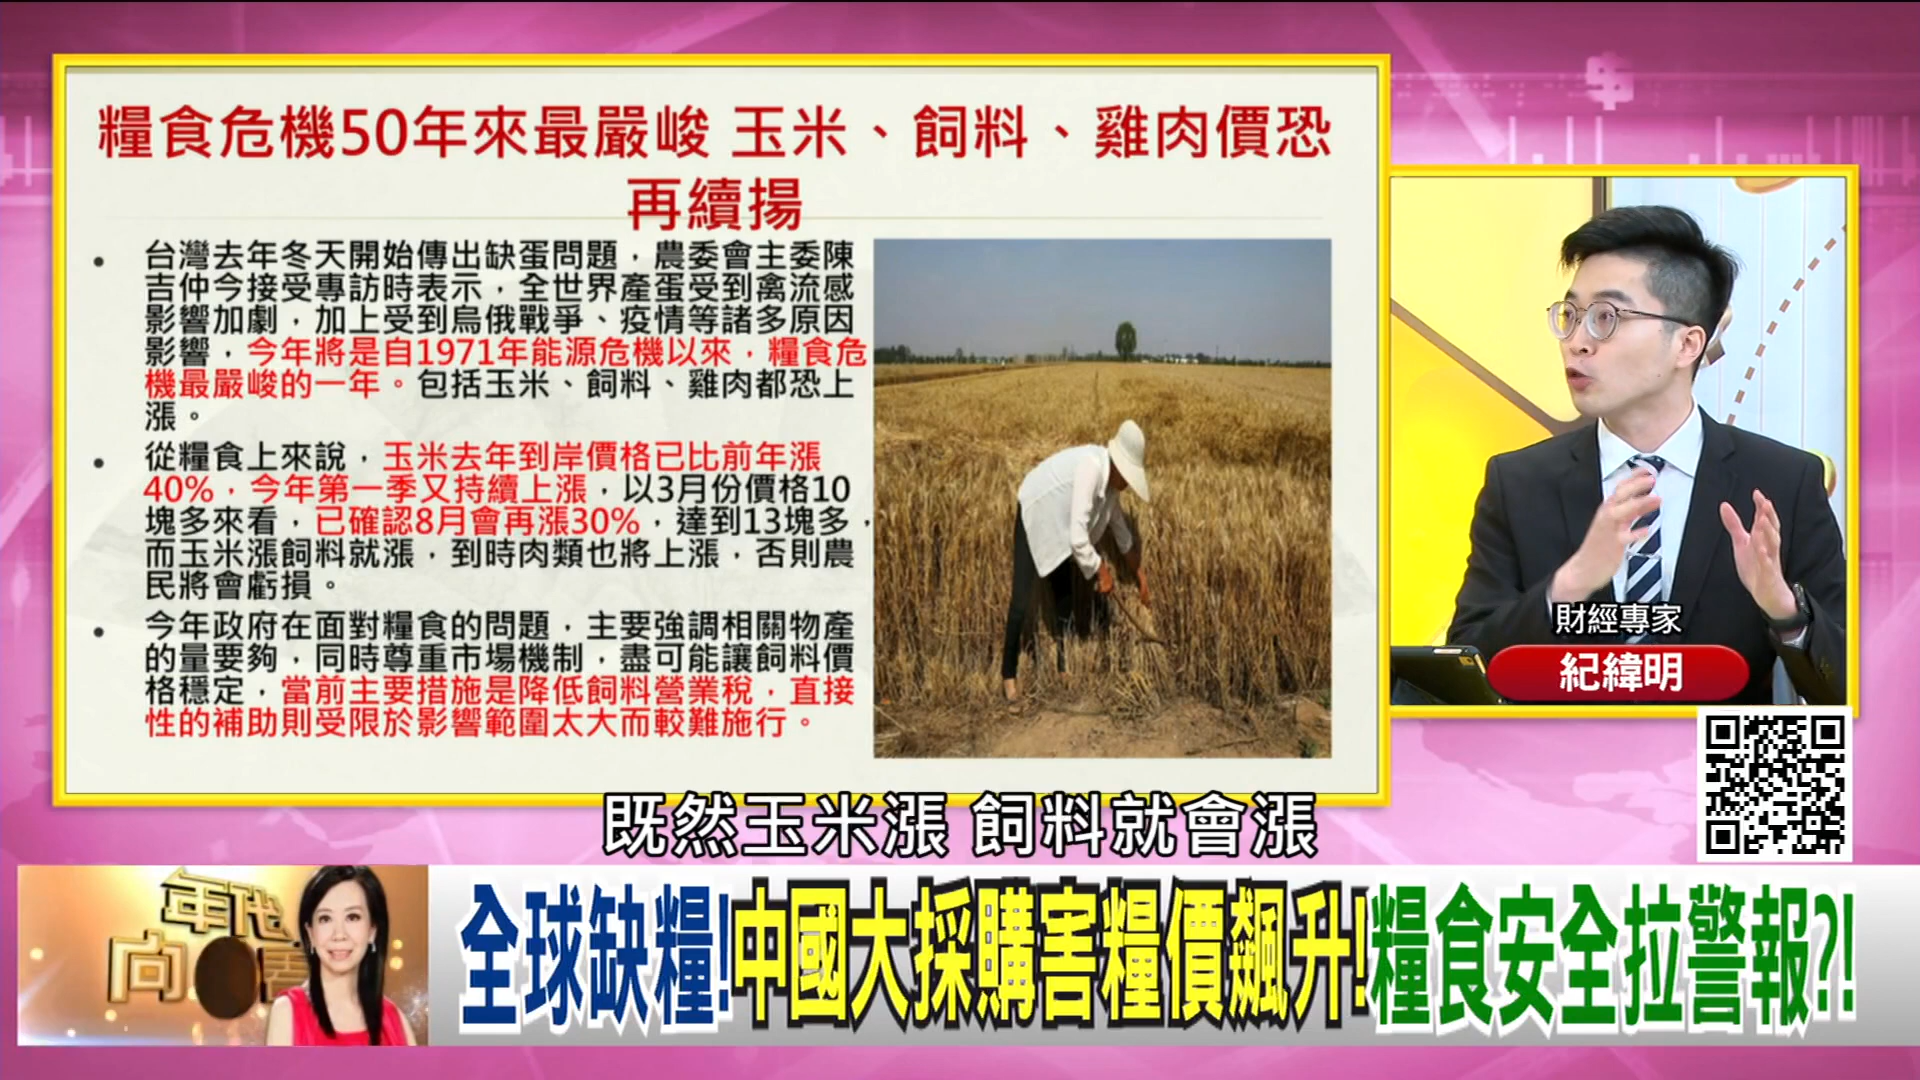 糧食危機50年來最嚴峻 玉米、飼料、雞肉價恐
再續揚
• 台灣去年冬天開始傳出缺蛋問題，農委會主委陳
吉仲今接受專訪時表示，全世界產蛋受到禽流感
影響加劇，加上受到烏俄戰爭、疫情等諸多原因
影響，今年將是自1971年能源危機以來，糧食危
機最嚴峻的一年。包括玉米、飼料、雞肉都恐上
漲。
• 從糧食上來說，玉米去年到岸價格已比前年漲
40%，今年第一季又持續上漲，以3月份價格10
塊多來看，已確認8月會再漲30%，達到13塊多，
而玉米漲飼料就漲，到時肉類也將上漲，否則農
民將會虧損。
• 今年政府在面對糧食的問題，主要強調相關物產
的量要夠，同時尊重市場機制，盡可能讓飼料價
格穩定，當前主要措施是降低飼料營業稅，直接
性的補助則受限於影響範圍太大而較難施行。
財經專家
紀緯明
既然玉米漲 飼料就會漲
年代
向
全球缺糧!中國大採購害糧價飆升!糧食安全拉警報?!